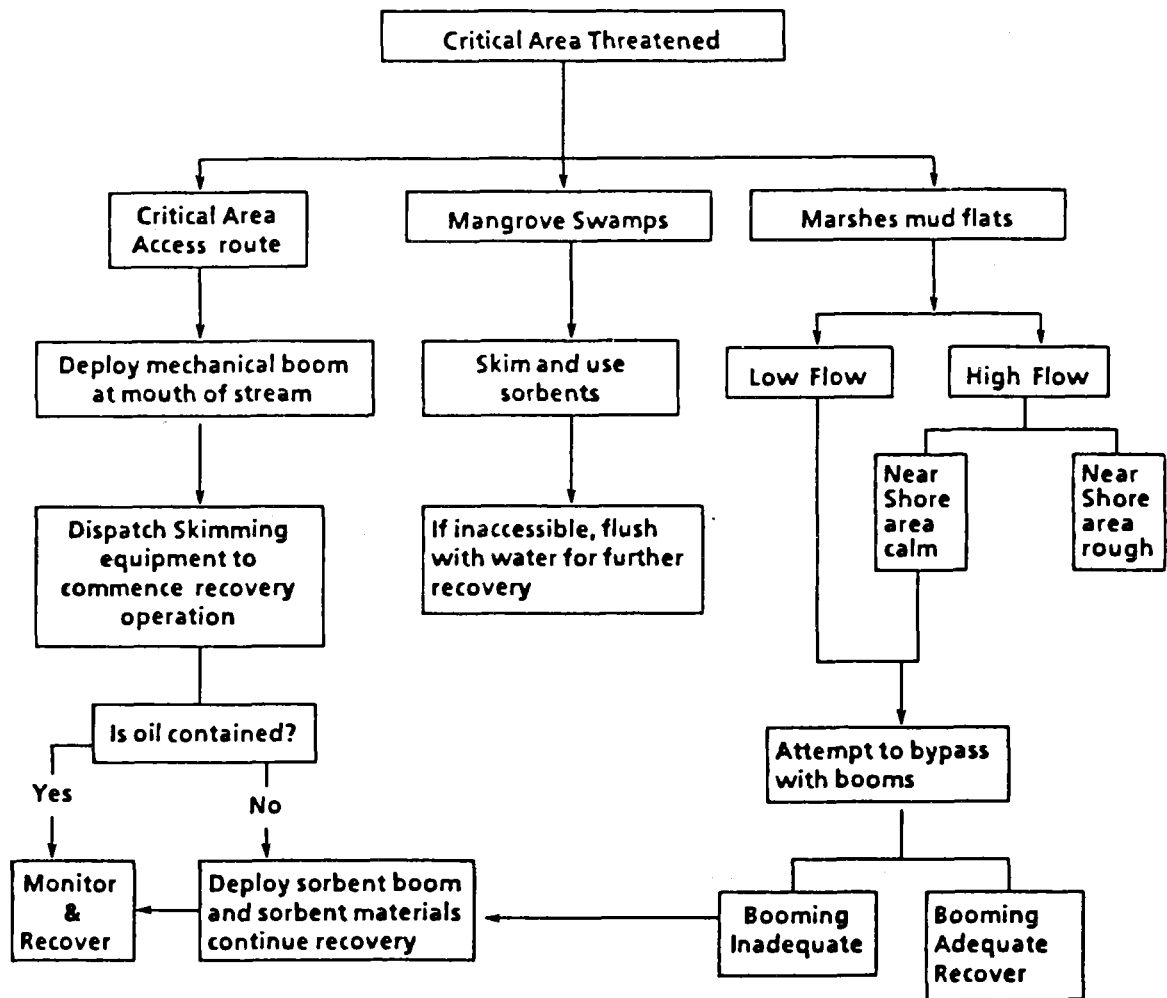 Critical Area Threatened
Critical Area
Access route
Mangrove Swamps
Marshes mud flats
Deploy mechanical boom
at mouth of stream
Skim and use
sorbents
Low Flow
High Flow
Near
Shore
area
calm
Near
Shore
area
rough
Dispatch Skimming
equipment to
commence recovery
operation
If inaccessible, flush
with water for further
recovery
Is oil contained?
Attempt to bypass
with booms
Yes
No
Monitor
&
Recover
Deploy sorbent boom
and sorbent materials
continue recovery
Booming
Inadequate
Booming
Adequate
Recover